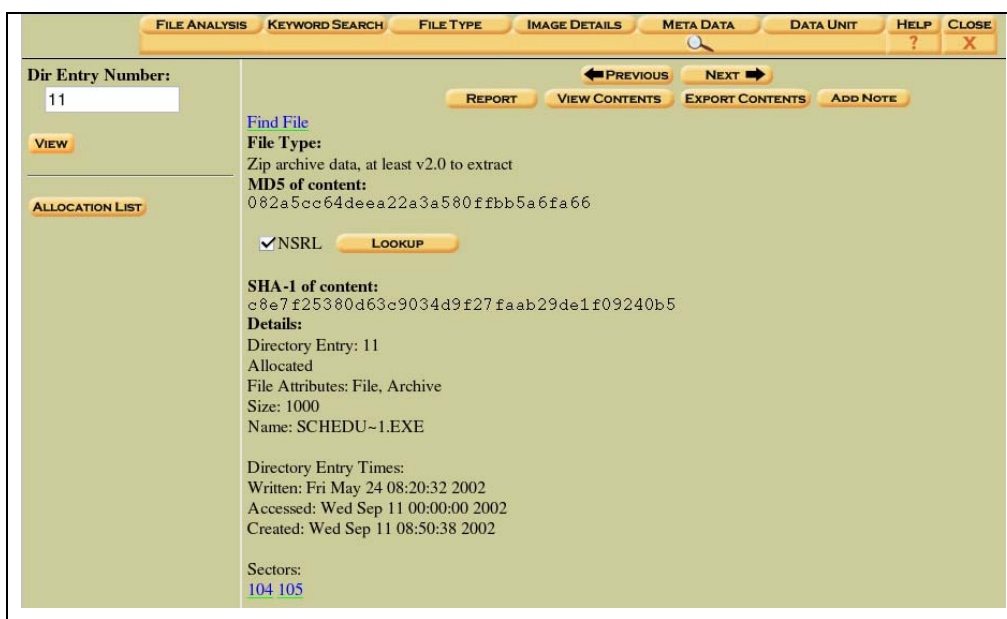 FILE ANALYSIS KEYWORD SEARCH FILE TYPE IMAGE DETAILS META DATA DATA UNIT HELP CLOSE
? X
Dir Entry Number:
11
VIEW
ALLOCATION LIST
PREVIOUS NEXT
REPORT VIEW CONTENTS EXPORT CONTENTS ADD NOTE
Find File
File Type:
Zip archive data, at least v2.0 to extract
MD5 of content:
082a5cc64deea22a3a580ffbb5a6fa66
NSRL LOOKUP
SHA-1 of content:
c8e7f25380d63c9034d9f27faab29de1f09240b5
Details:
Directory Entry: 11
Allocated
File Attributes: File, Archive
Size: 1000
Name: SCHEDU~1.EXE
Directory Entry Times:
Written: Fri May 24 08:20:32 2002
Accessed: Wed Sep 11 00:00:00 2002
Created: Wed Sep 11 08:50:38 2002
Sectors:
104 105